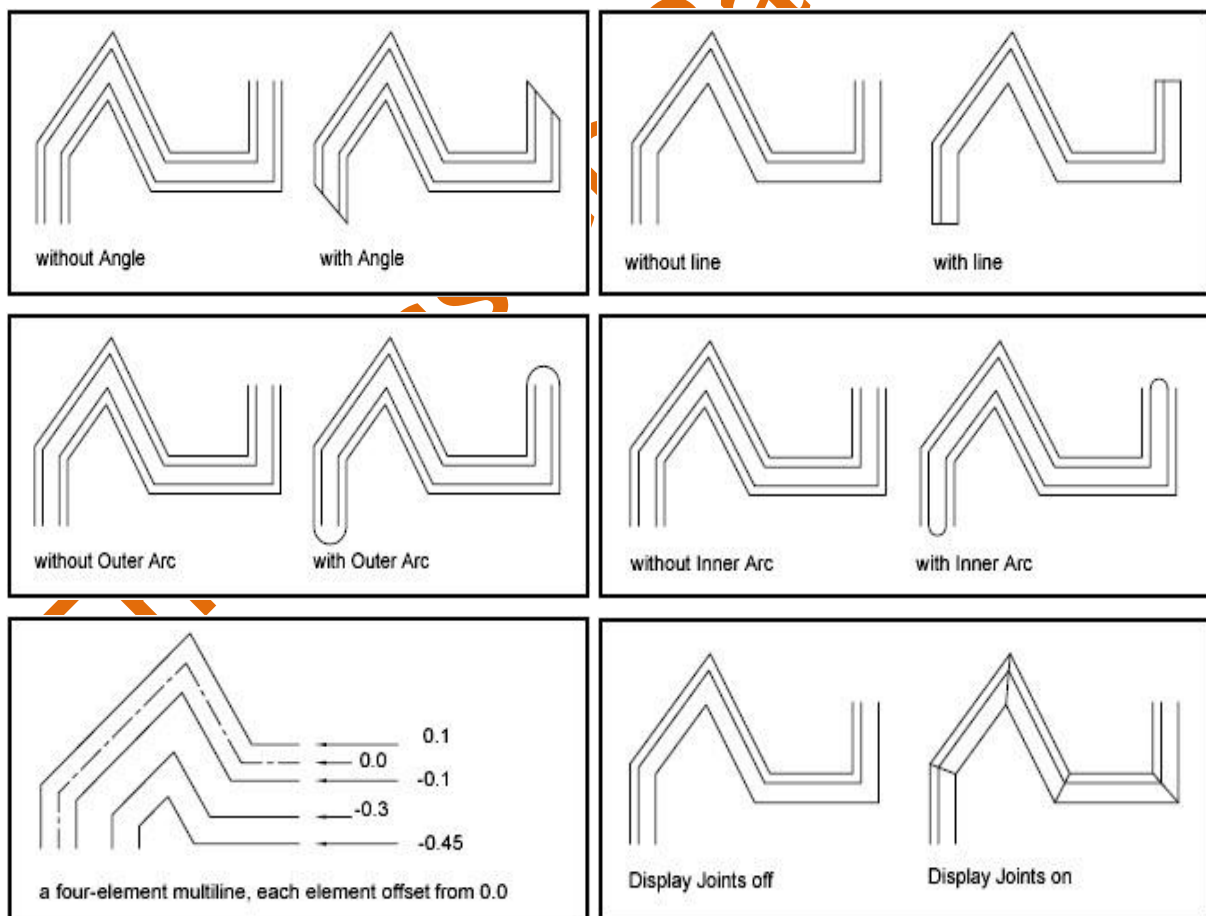 without Angle
with Angle
without line
with line
without Outer Arc
with Outer Arc
without Inner Arc
with Inner Arc
0.1
0.0
-0.1
-0.3
-0.45
a four-element multiline, each element offset from 0.0
Display Joints off
Display Joints on